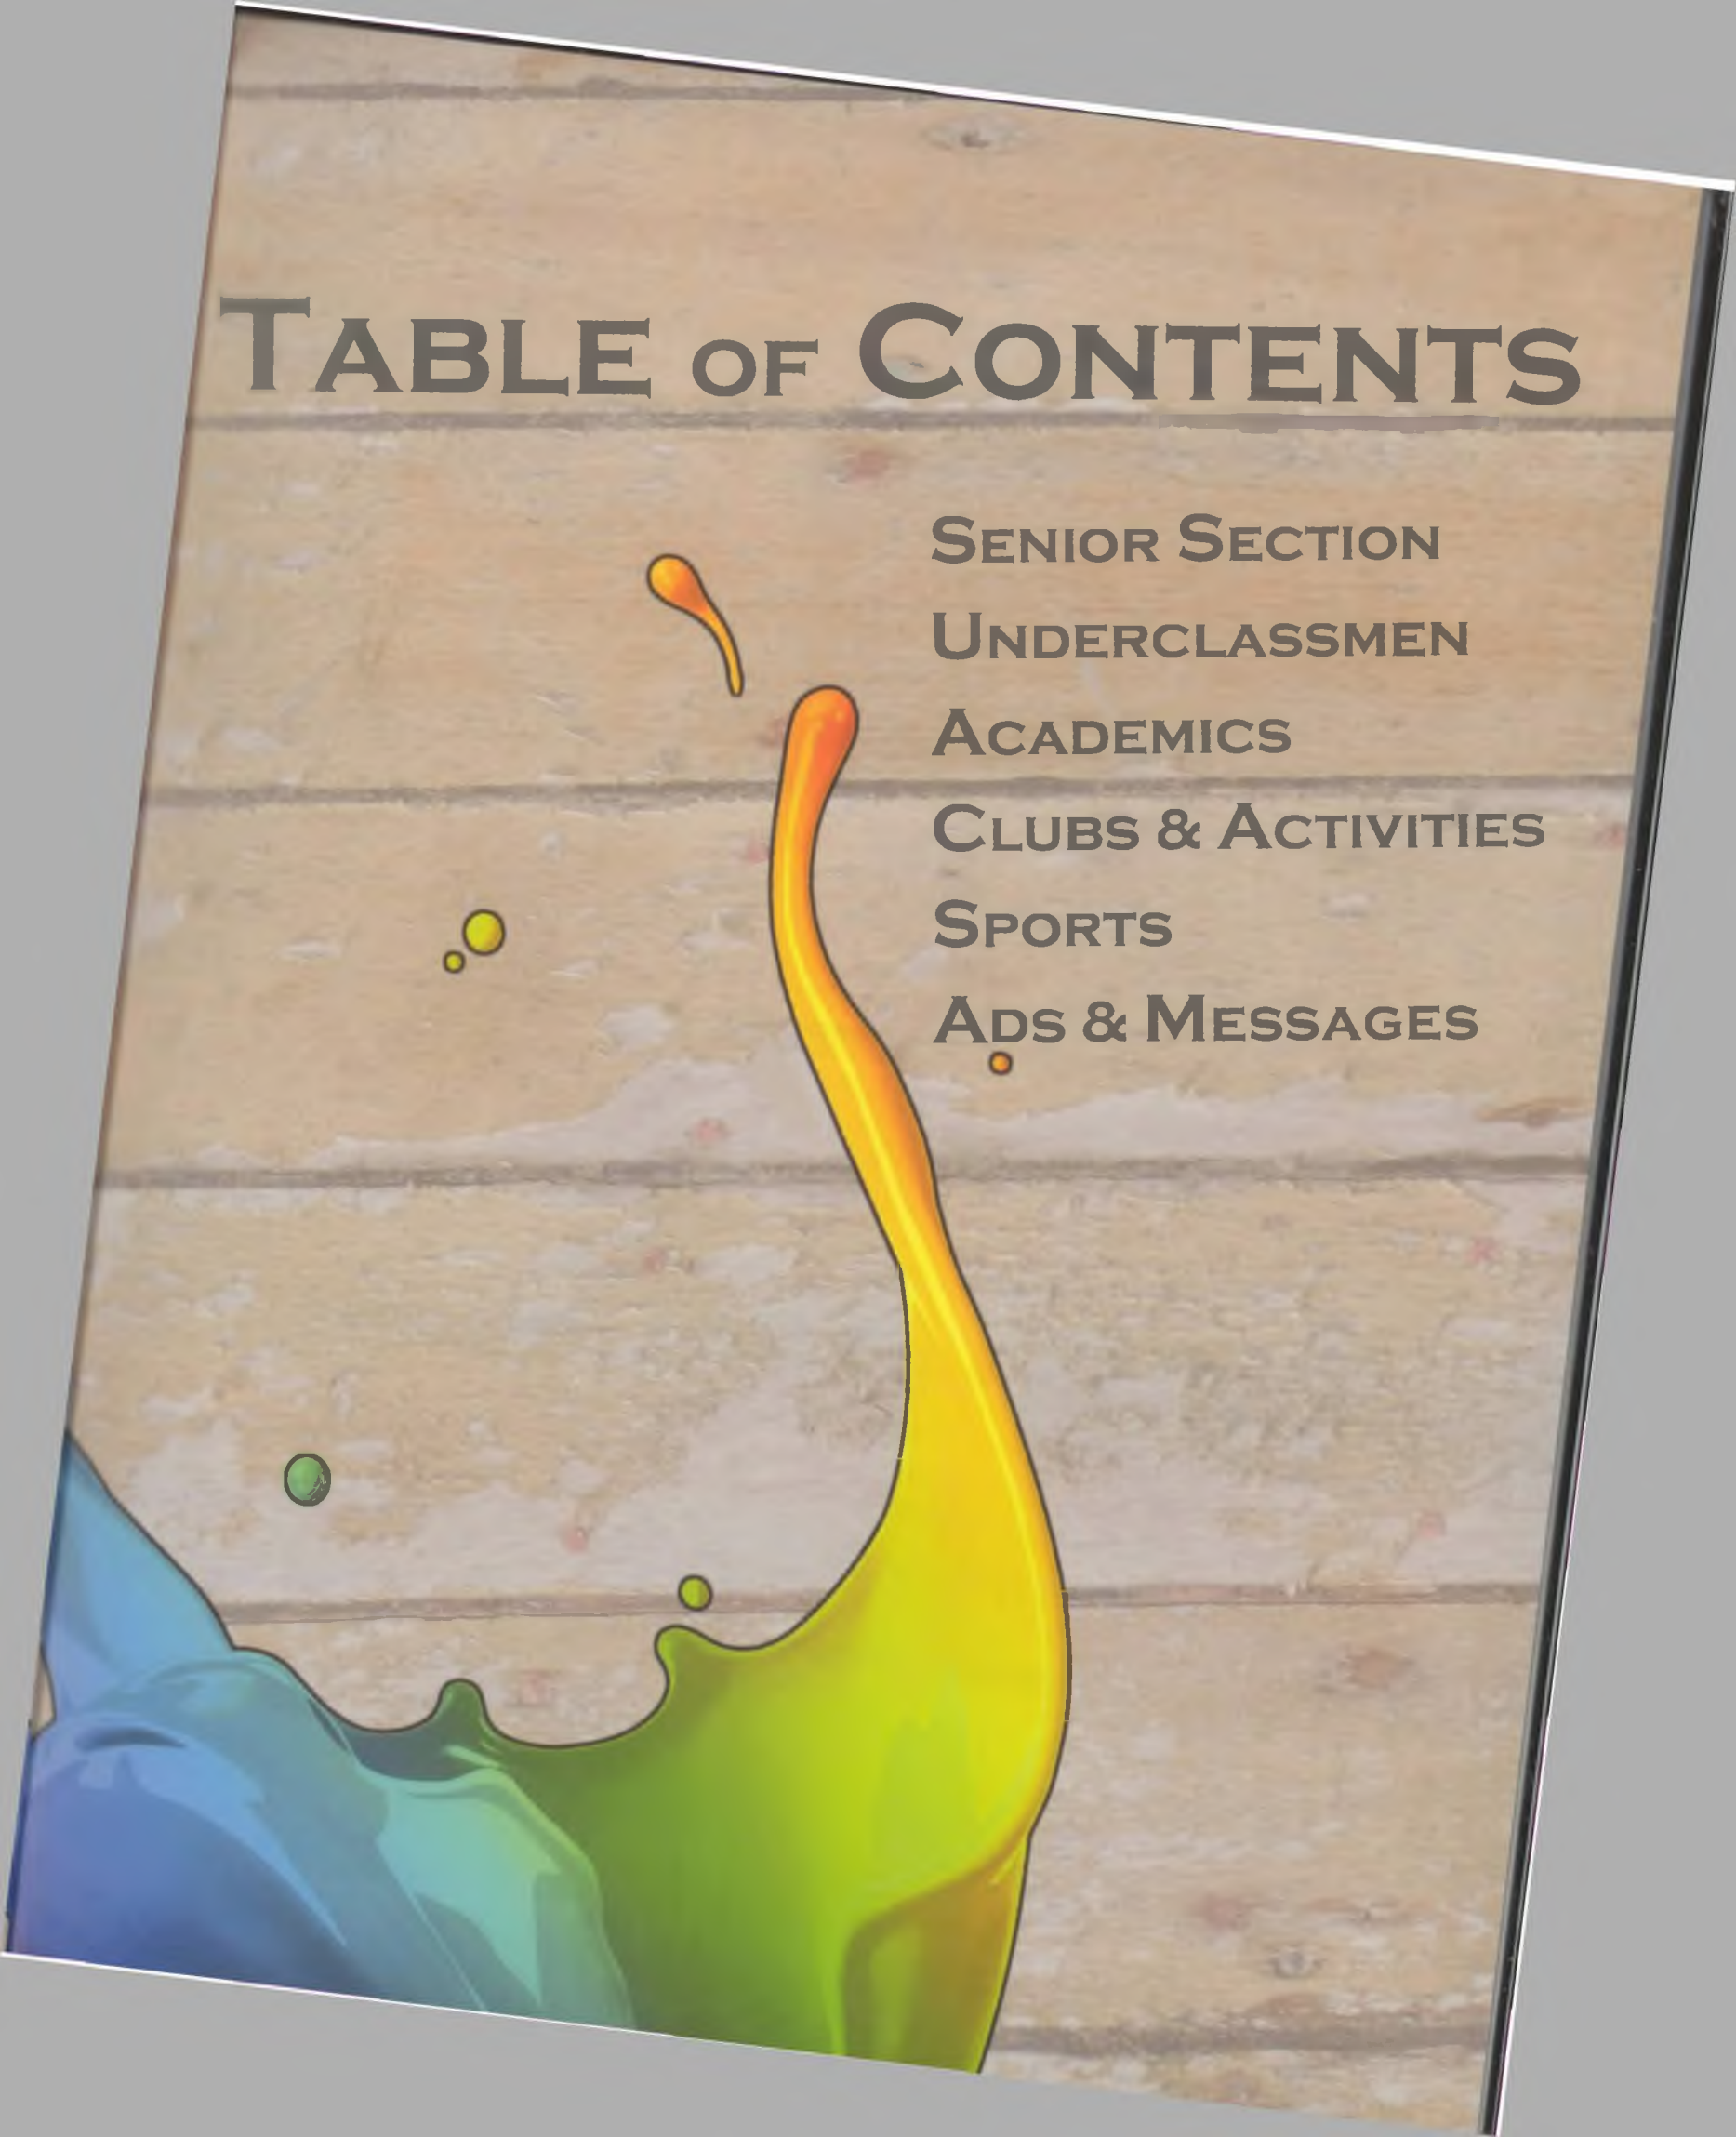 TABLE OF CONTENTS
SENIOR SECTION
UNDERCLASSMEN
ACADEMICS
CLUBS & ACTIVITIES
SPORTS
ADS & MESSAGES